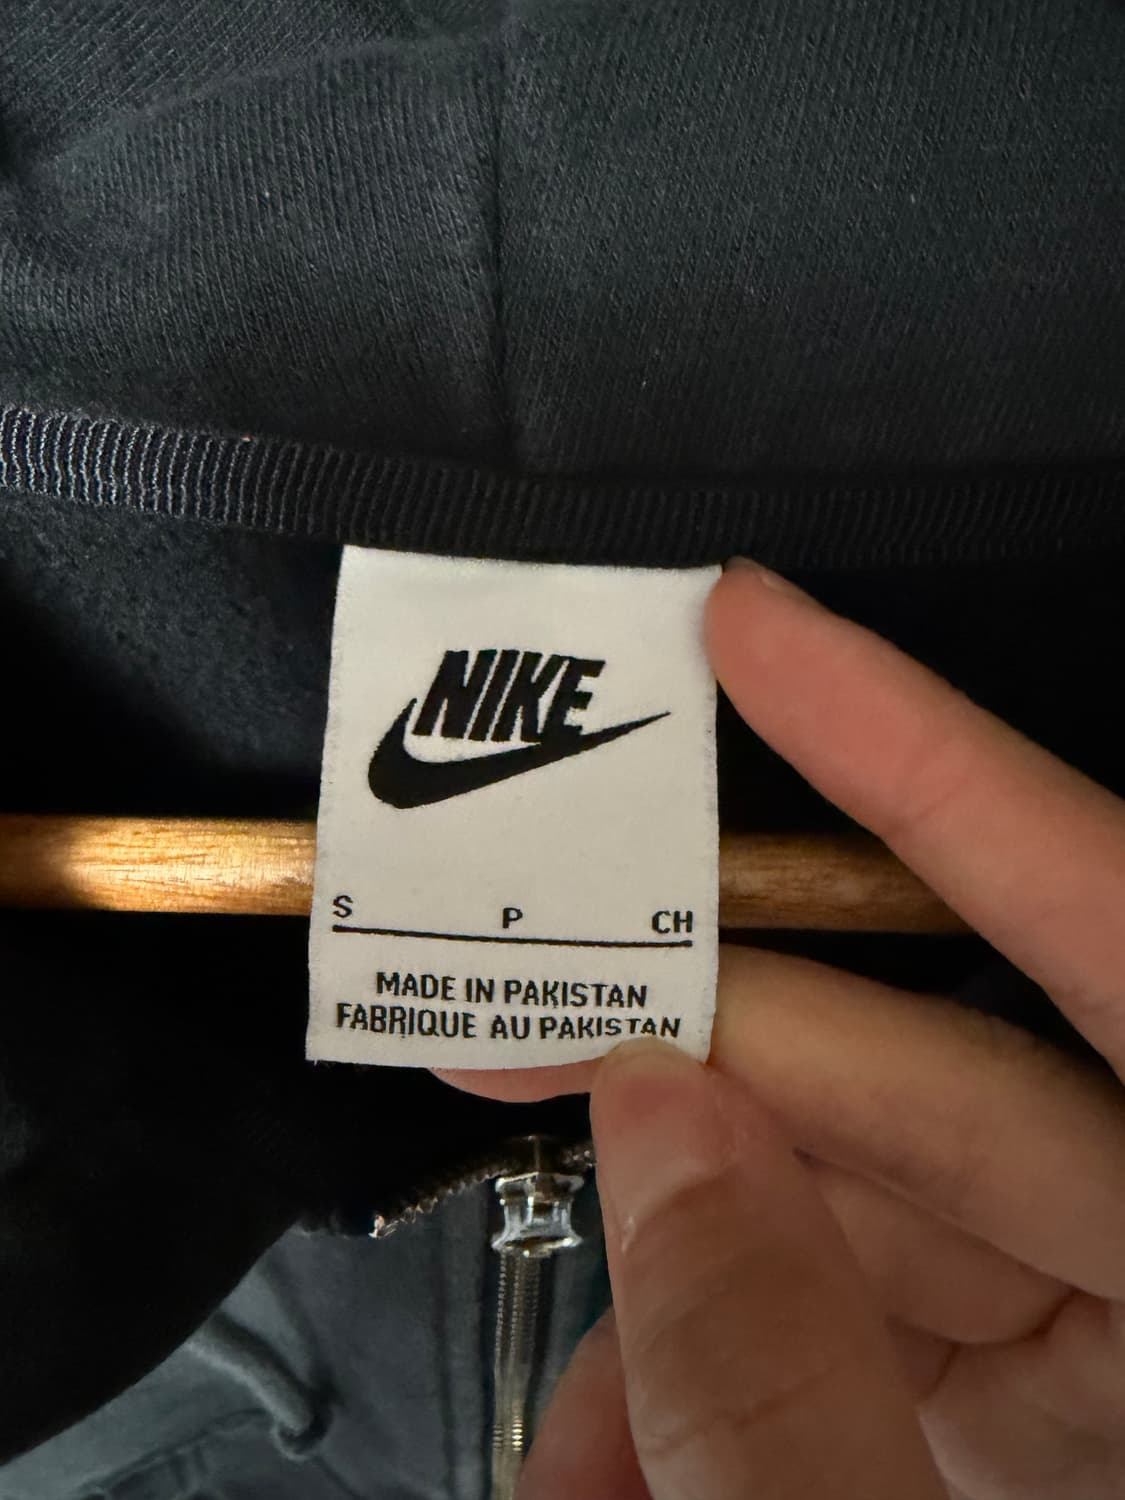 NIKE
S P CH
MADE IN PAKISTAN
FABRIQUE AU PAKISTAN